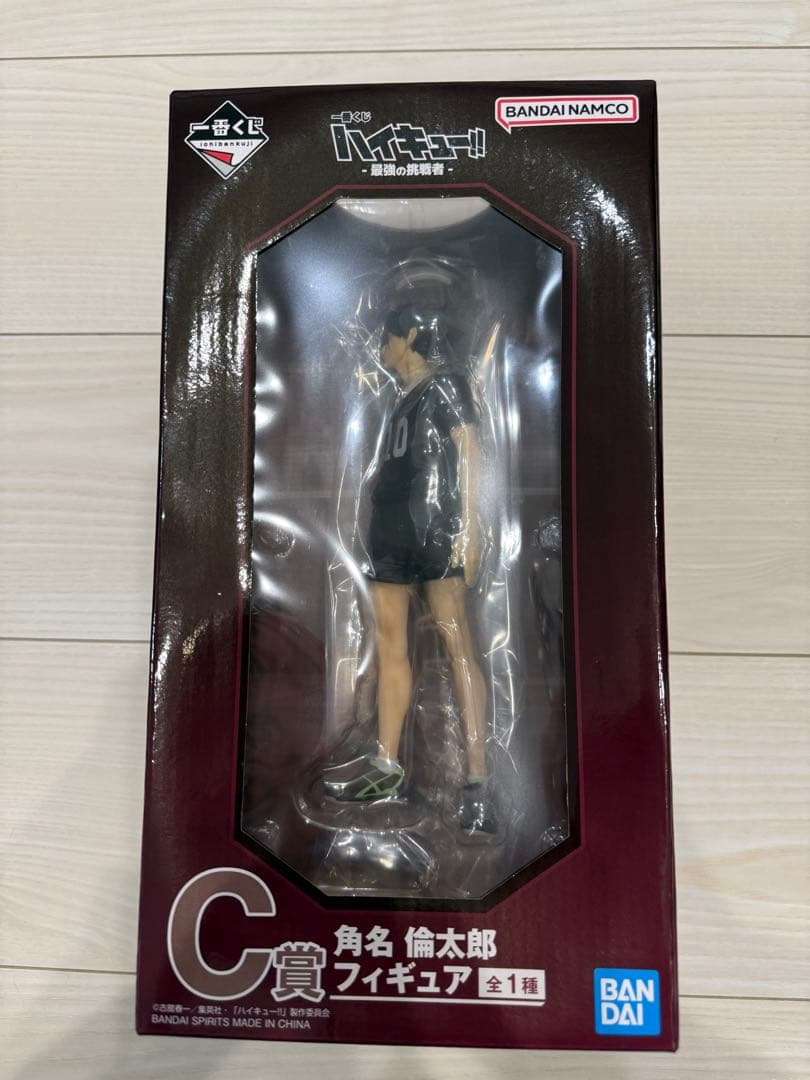 一番くじ
ichibankuji
一番くじ
ハイキュー!!
- 最強の挑戦者 -
BANDAI NAMCO
10
C賞
角名 倫太郎
フィギュア 全1種
©古舘春一／集英社・「ハイキュー!!」製作委員会
BANDAI SPIRITS MADE IN CHINA
BAN
DAI